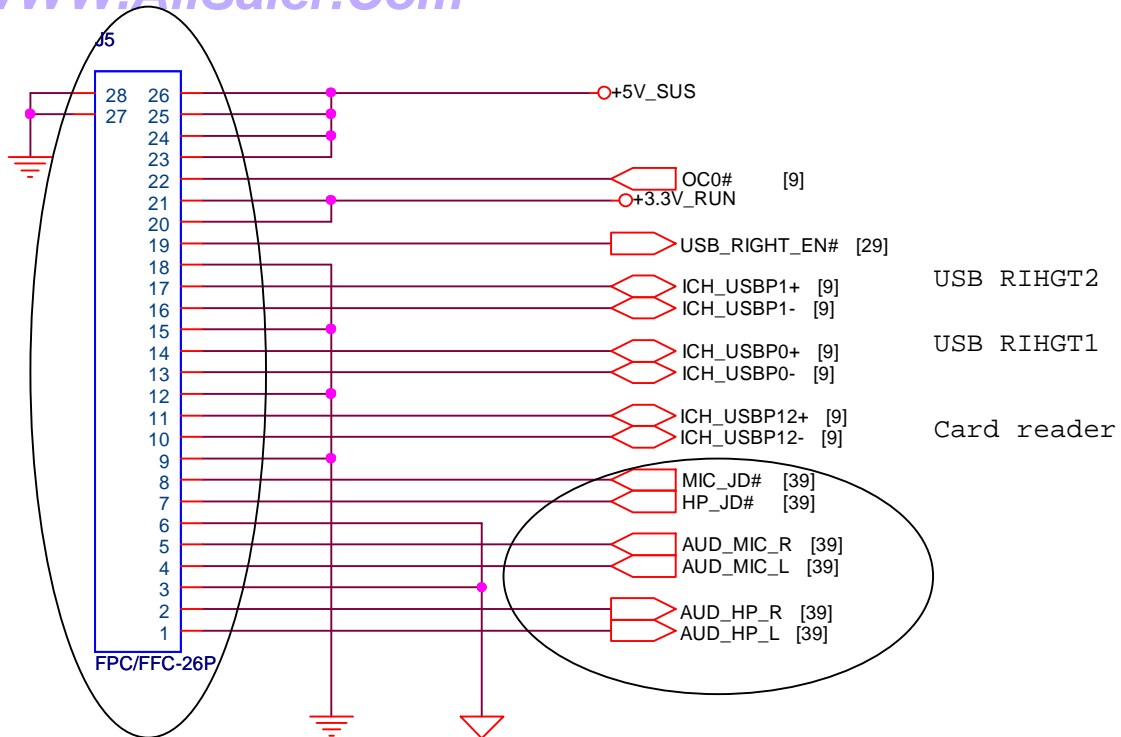 WWW.AliSaler.Com
J5
28 26 +5V_SUS
27 25
24
23
22 OC0# [9]
21 +3.3V_RUN
20
19 USB_RIGHT_EN# [29]
18
17 ICH_USBP1+ [9] USB RIHGT2
16 ICH_USBP1- [9]
15
14 ICH_USBP0+ [9] USB RIHGT1
13 ICH_USBP0- [9]
12
11 ICH_USBP12+ [9]
10 ICH_USBP12- [9] Card reader
9
8 MIC_JD# [39]
7 HP_JD# [39]
6
5 AUD_MIC_R [39]
4 AUD_MIC_L [39]
3
2 AUD_HP_R [39]
1 AUD_HP_L [39]
FPC/FFC-26P